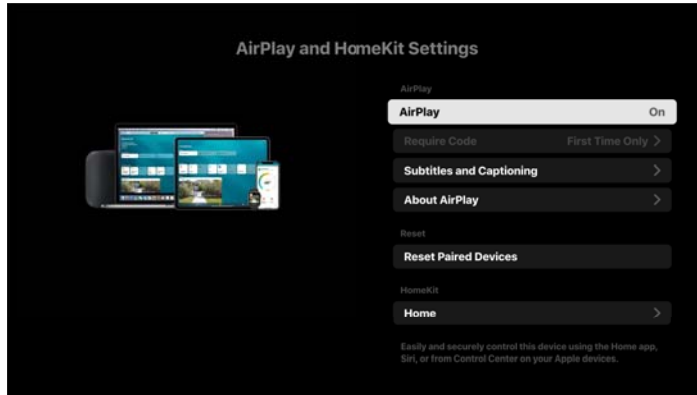 AirPlay and HomeKit Settings
AirPlay
AirPlay On
Require Code First Time Only >
Subtitles and Captioning >
About AirPlay >
Reset
Reset Paired Devices
HomeKit
Home >
Easily and securely control this device using the Home app,
Siri, or from Control Center on your Apple devices.